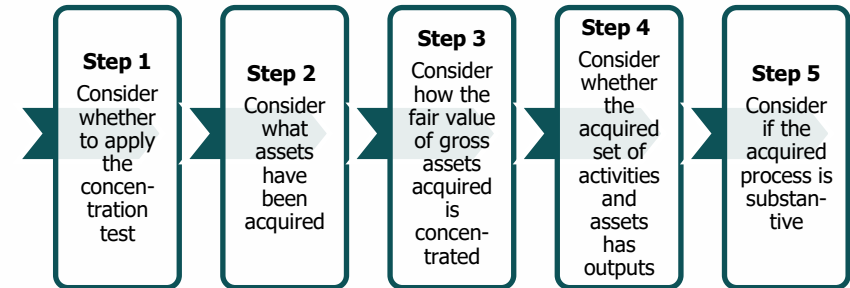 Step 1
Consider
whether
to apply
the
concen-
tration
test
Step 2
Consider
what
assets
have
been
acquired
Step 3
Consider
how the
fair value
of gross
assets
acquired
is
concen-
trated
Step 4
Consider
whether
the
acquired
set of
activities
and
assets
has
outputs
Step 5
Consider
if the
acquired
process is
substan-
tive